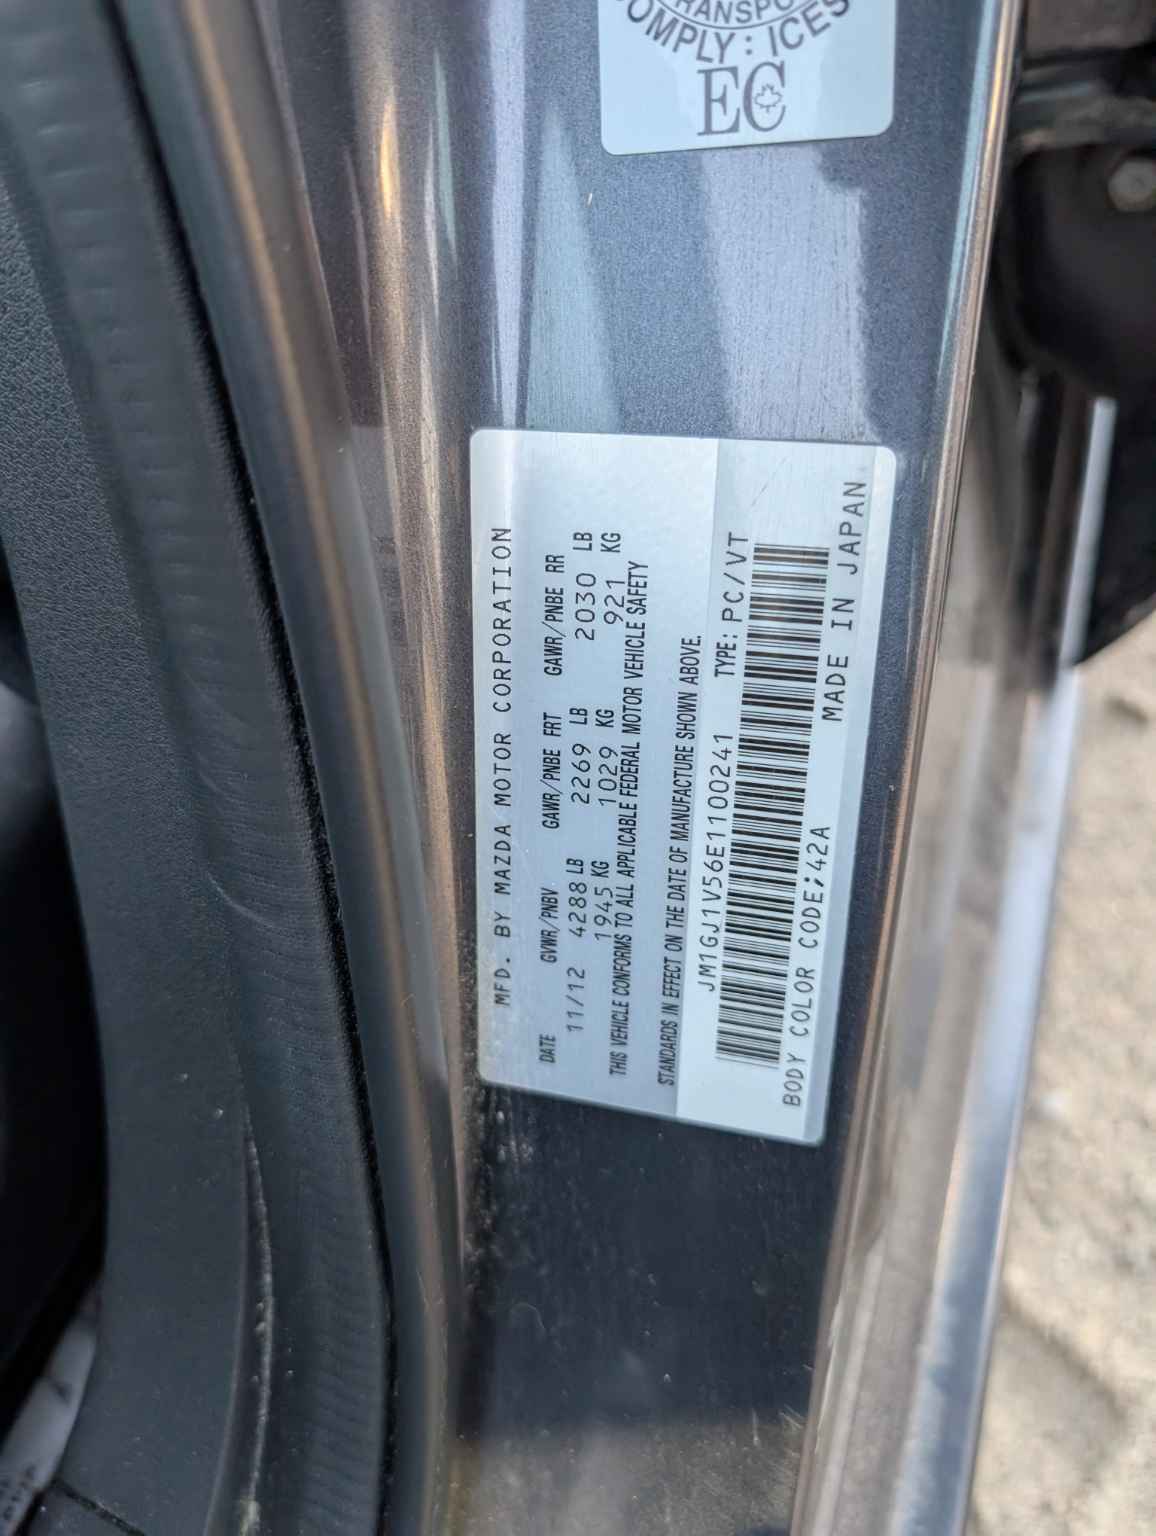 COMPLY: ICES
EC
MFD. BY MAZDA MOTOR CORPORATION
DATE GVWR/PNBV GAWR/PNBE FRT GAWR/PNBE RR
11/12 4288 LB 2269 LB 2030 LB
1945 KG 1029 KG 921 KG
THIS VEHICLE CONFORMS TO ALL APPLICABLE FEDERAL MOTOR VEHICLE SAFETY
STANDARDS IN EFFECT ON THE DATE OF MANUFACTURE SHOWN ABOVE.
JM1GJ1V56E1100241 TYPE: PC/VT
BODY COLOR CODE;42A MADE IN JAPAN